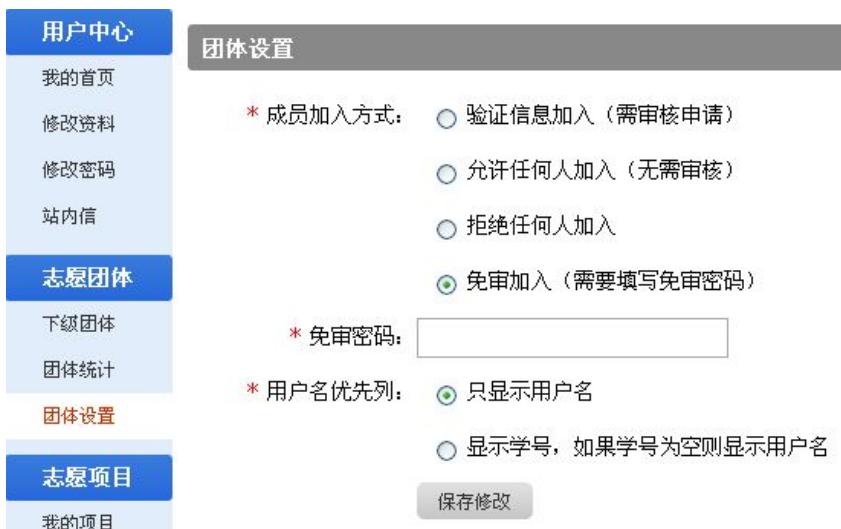 用户中心
我的首页
修改资料
修改密码
站内信
志愿团体
下级团体
团体统计
团体设置
志愿项目
我的项目
团体设置
* 成员加入方式： 验证信息加入（需审核申请）
允许任何人加入（无需审核）
拒绝任何人加入
免审加入（需要填写免审密码）
* 免审密码：
* 用户名优先列： 只显示用户名
显示学号，如果学号为空则显示用户名
保存修改